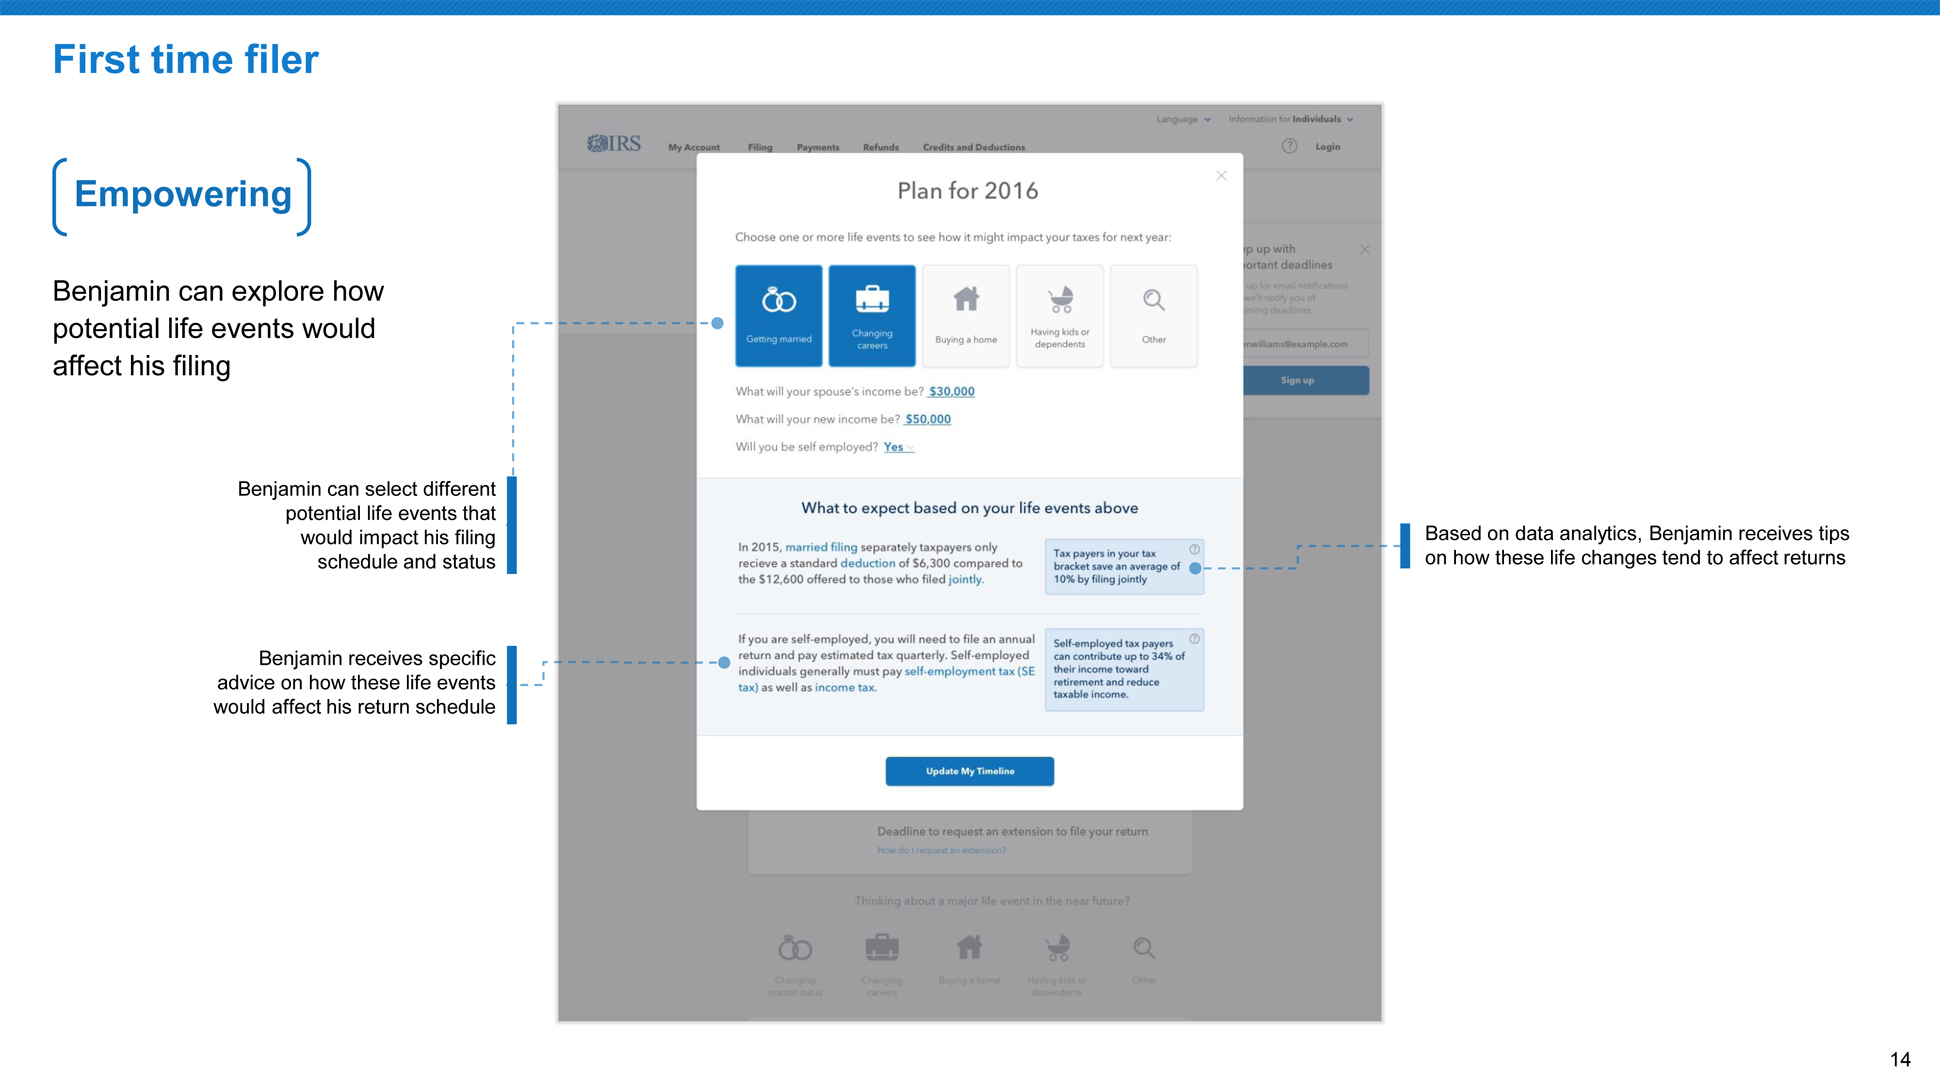 First time filer
Empowering
Benjamin can explore how
potential life events would
affect his filing
Benjamin can select different
potential life events that
would impact his filing
schedule and status
Benjamin receives specific
advice on how these life events
would affect his return schedule
Language
Information for Individuals
IRS
My Account
Filing
Payments
Refunds
Credits and Deductions
?
Login
Plan for 2016
Choose one or more life events to see how it might impact your taxes for next year:
Getting married
Changing
careers
Buying a home
Having kids or
dependents
Other
What will your spouse's income be? $30,000
What will your new income be? $50,000
Will you be self employed? Yes
What to expect based on your life events above
In 2015, married filing separately taxpayers only
recieve a standard deduction of $6,300 compared to
the $12,600 offered to those who filed jointly.
Tax payers in your tax
bracket save an average of
10% by filing jointly
?
If you are self-employed, you will need to file an annual
return and pay estimated tax quarterly. Self-employed
individuals generally must pay self-employment tax (SE
tax) as well as income tax.
Self-employed tax payers
can contribute up to 34% of
their income toward
retirement and reduce
taxable income.
?
Update My Timeline
ep up with
ortant deadlines
up for email notifications
we'll notify you of
oming deadlines.
nwilliams@example.com
Sign up
Deadline to request an extension to file your return
How do I request an extension?
Thinking about a major life event in the near future?
Changing
marital status
Changing
careers
Buying a home
Having kids or
dependents
Other
Based on data analytics, Benjamin receives tips
on how these life changes tend to affect returns
14